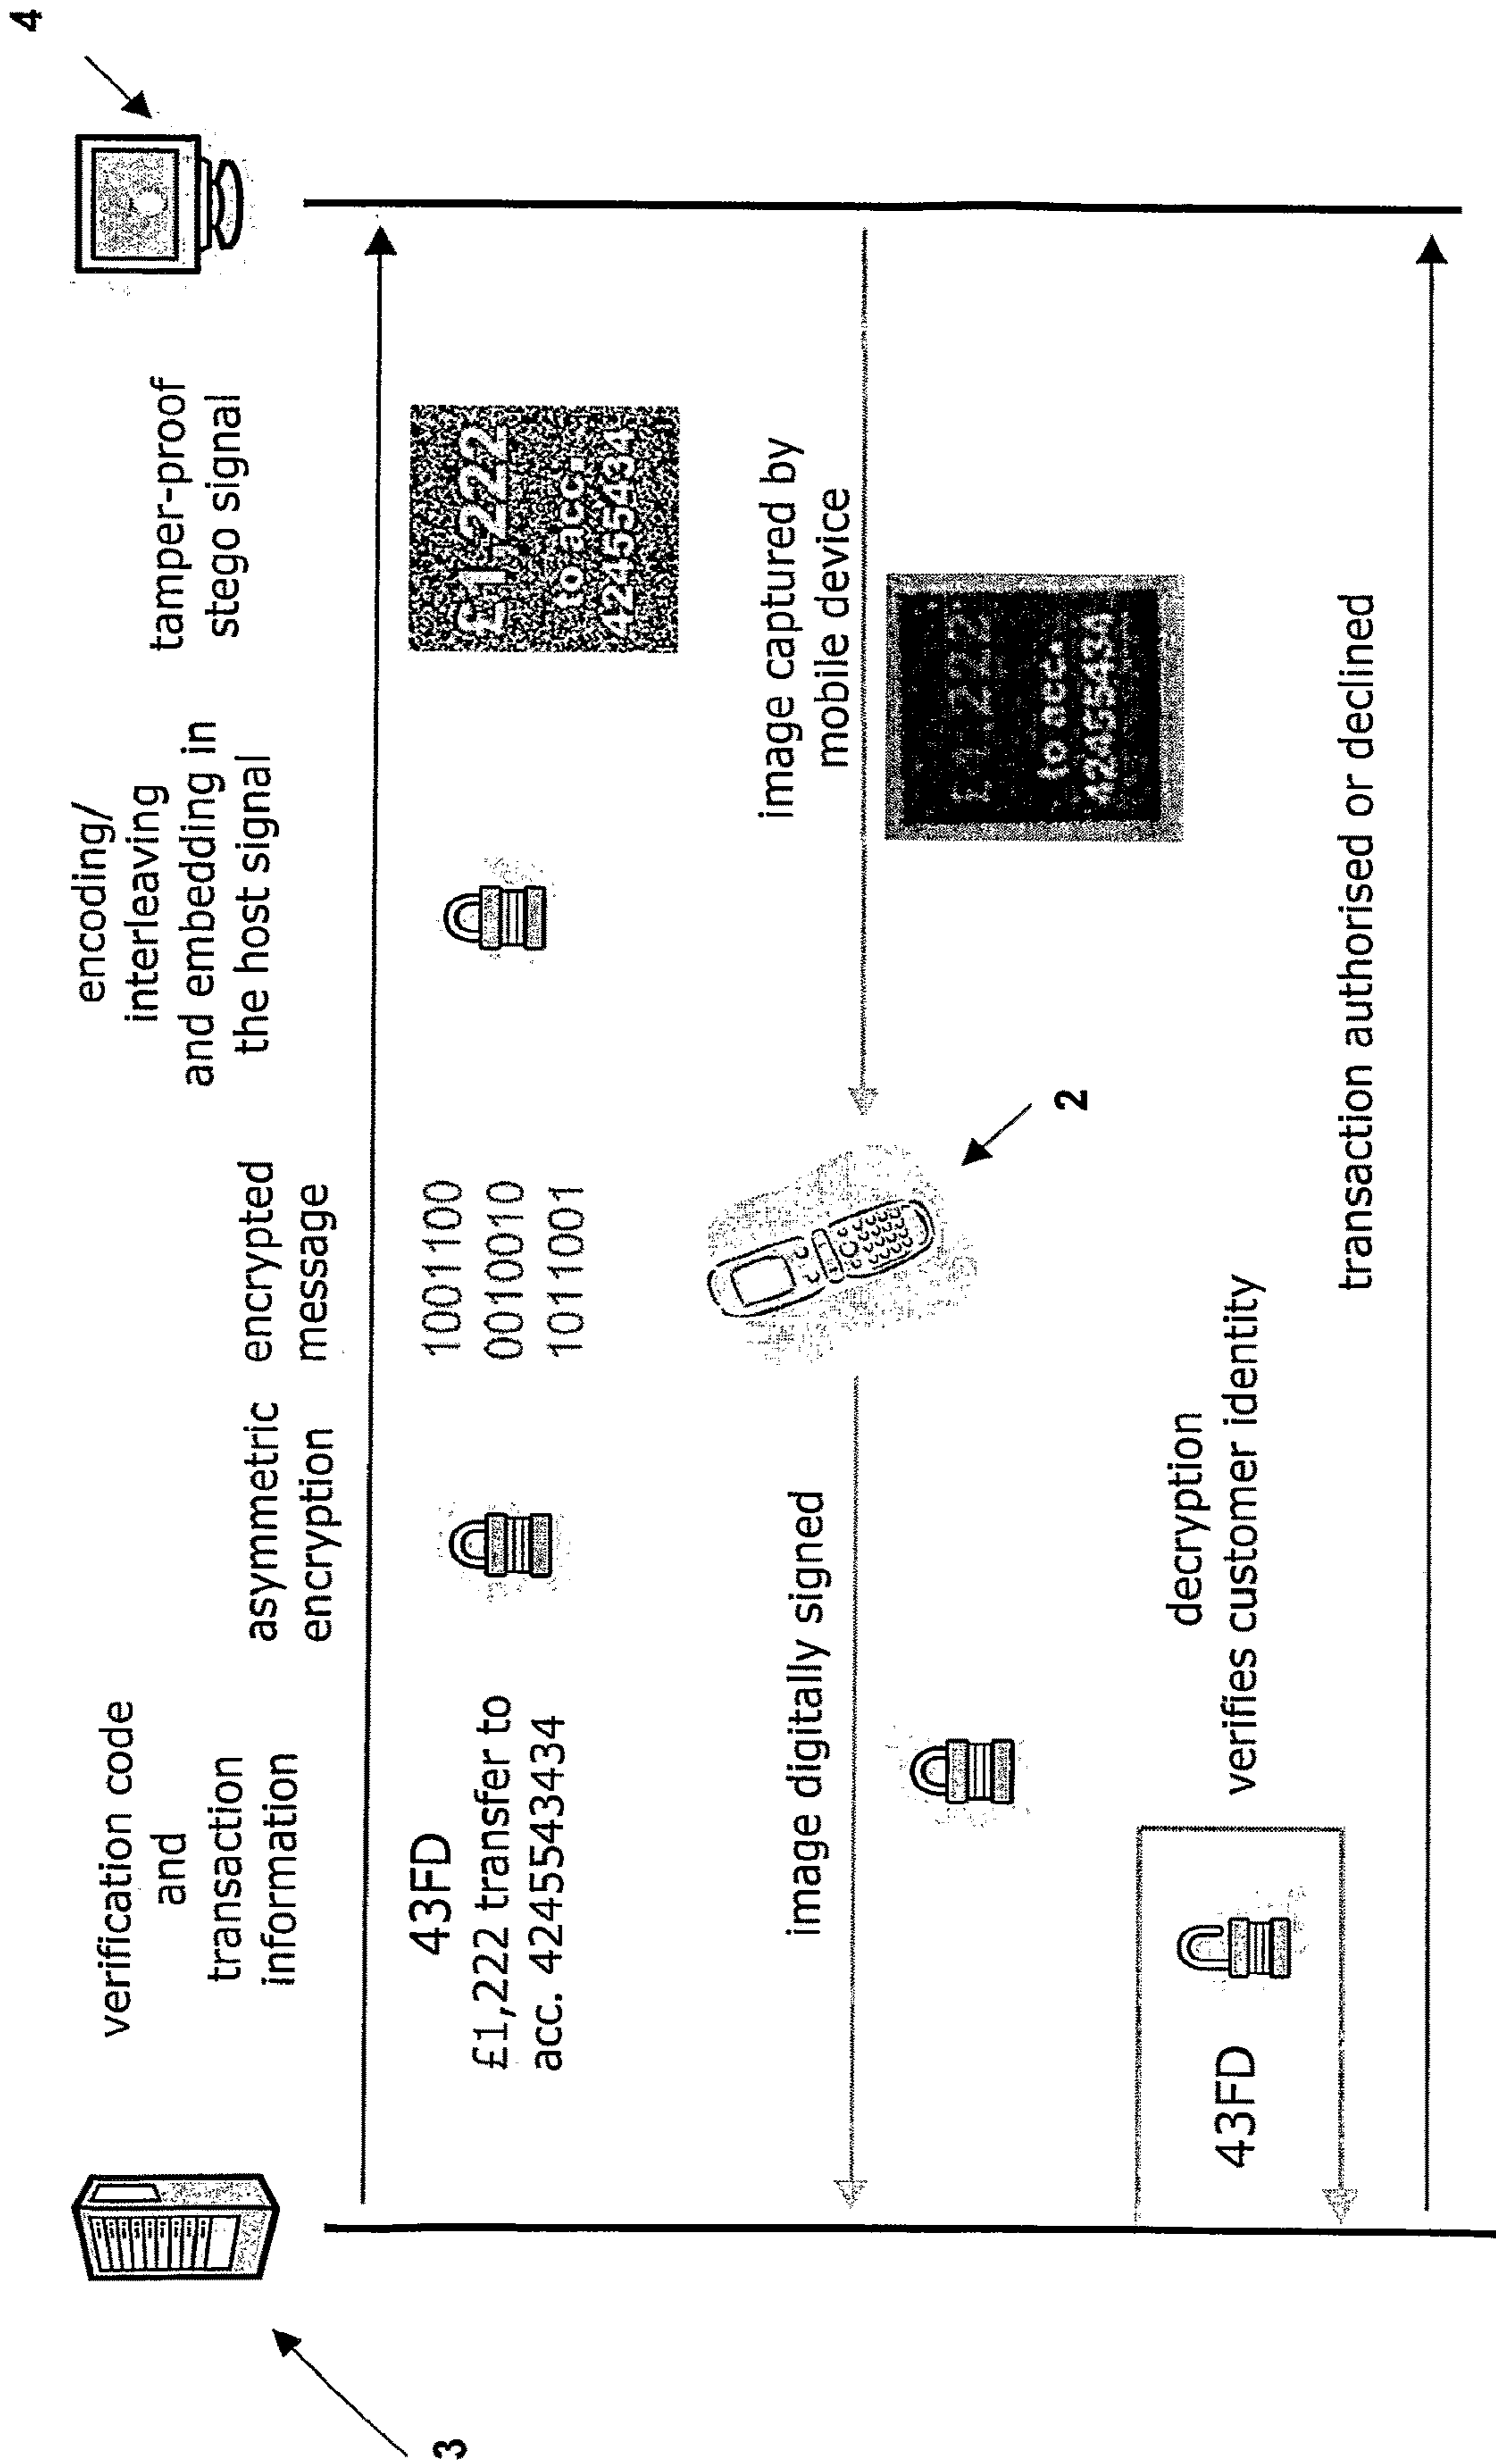 3
verification code
and
transaction
information
asymmetric
encryption
encrypted
message
encoding/
interleaving
and embedding in
the host signal
tamper-proof
stego signal
4
43FD
£1,222 transfer to
acc. 4245543434
1001100
0010010
1011001
£1,222
to acc.
42455434
image digitally signed
2
image captured by
mobile device
£1,222
to acc.
42455434
43FD
decryption
verifies customer identity
transaction authorised or declined